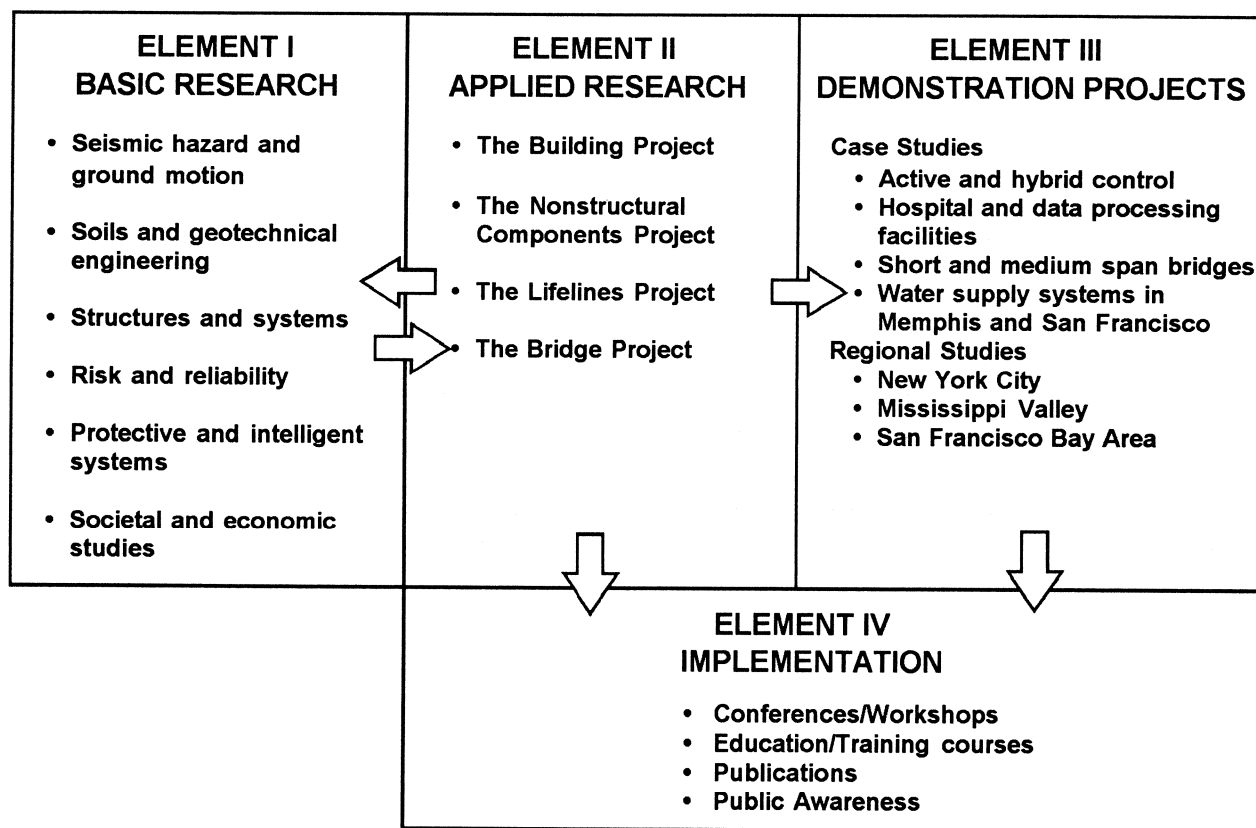 ELEMENT I
BASIC RESEARCH
• Seismic hazard and
ground motion
• Soils and geotechnical
engineering
• Structures and systems
• Risk and reliability
• Protective and intelligent
systems
• Societal and economic
studies
ELEMENT II
APPLIED RESEARCH
• The Building Project
• The Nonstructural
Components Project
• The Lifelines Project
• The Bridge Project
ELEMENT III
DEMONSTRATION PROJECTS
Case Studies
• Active and hybrid control
• Hospital and data processing
facilities
• Short and medium span bridges
• Water supply systems in
Memphis and San Francisco
Regional Studies
• New York City
• Mississippi Valley
• San Francisco Bay Area
ELEMENT IV
IMPLEMENTATION
• Conferences/Workshops
• Education/Training courses
• Publications
• Public Awareness